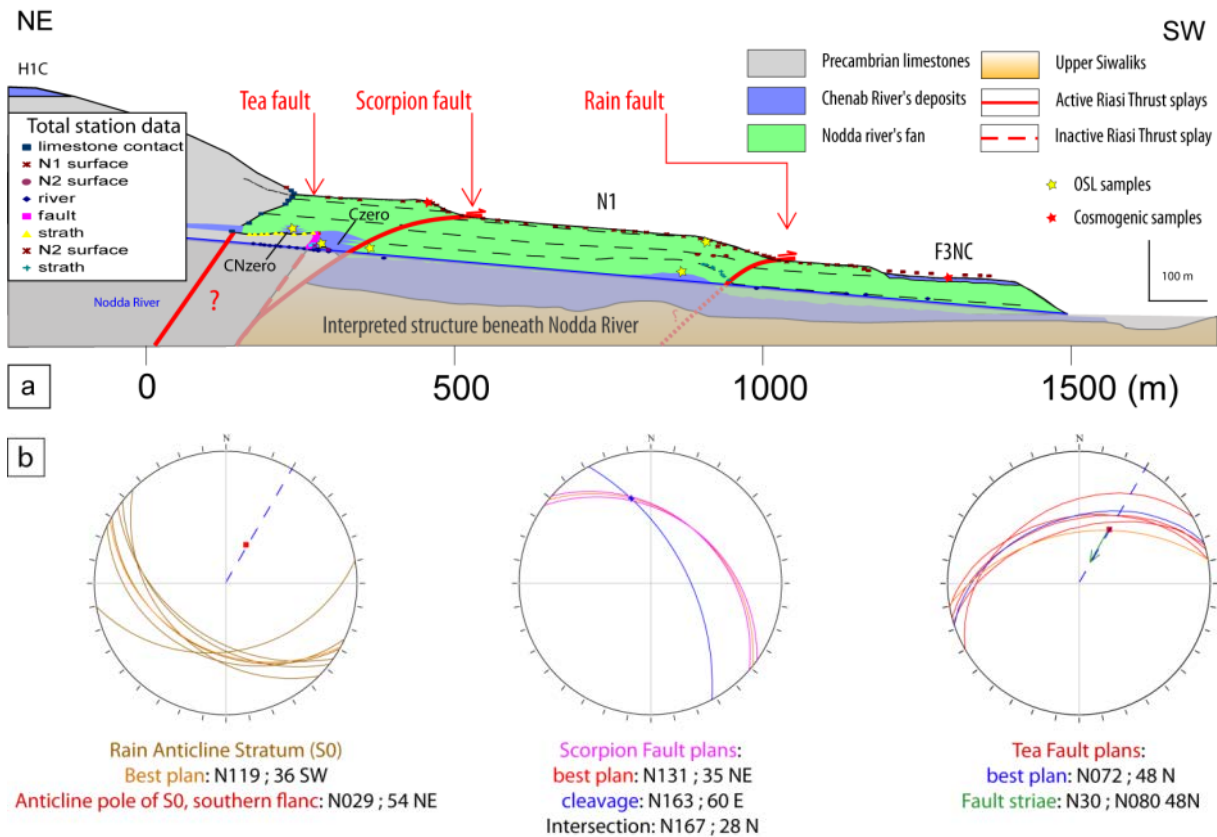 NE
SW
H1C
Precambrian limestones
Chenab River's deposits
Nodda river's fan
Upper Siwaliks
Active Riasi Thrust splays
Inactive Riasi Thrust splay
OSL samples
Cosmogenic samples
Tea fault
Scorpion fault
Rain fault
Total station data
limestone contact
N1 surface
N2 surface
river
fault
strath
N2 surface
strath
Czero
CNzero
N1
F3NC
100 m
Nodda River
?
?
Interpreted structure beneath Nodda River
a
0
500
1000
1500 (m)
b
N
N
N
Rain Anticline Stratum (S0)
Best plan: N119 ; 36 SW
Anticline pole of S0, southern flanc: N029 ; 54 NE
Scorpion Fault plans:
best plan: N131 ; 35 NE
cleavage: N163 ; 60 E
Intersection: N167 ; 28 N
Tea Fault plans:
best plan: N072 ; 48 N
Fault striae: N30 ; N080 48N